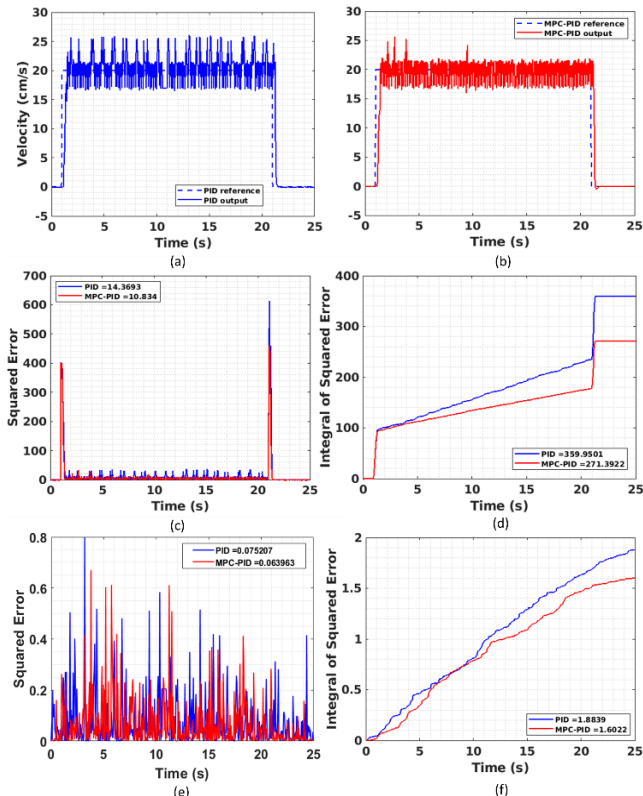 30
25
20
15
10
5
0
-5
0 5 10 15 20 25
Velocity (cm/s)
Time (s)
PID reference
PID output
(a)
30
25
20
15
10
5
0
-5
0 5 10 15 20 25
Time (s)
MPC-PID reference
MPC-PID output
(b)
700
600
500
400
300
200
100
0
0 5 10 15 20 25
Squared Error
Time (s)
PID =14.3693
MPC-PID =10.834
(c)
400
300
200
100
0
0 5 10 15 20 25
Integral of Squared Error
Time (s)
PID=359.9501
MPC-PID =271.3922
(d)
0.8
0.6
0.4
0.2
0
0 5 10 15 20 25
Squared Error
Time (s)
PID =0.075207
MPC-PID =0.063963
(e)
2
1.5
1
0.5
0
0 5 10 15 20 25
Integral of Squared Error
Time (s)
PID =1.8839
MPC-PID =1.6022
(f)